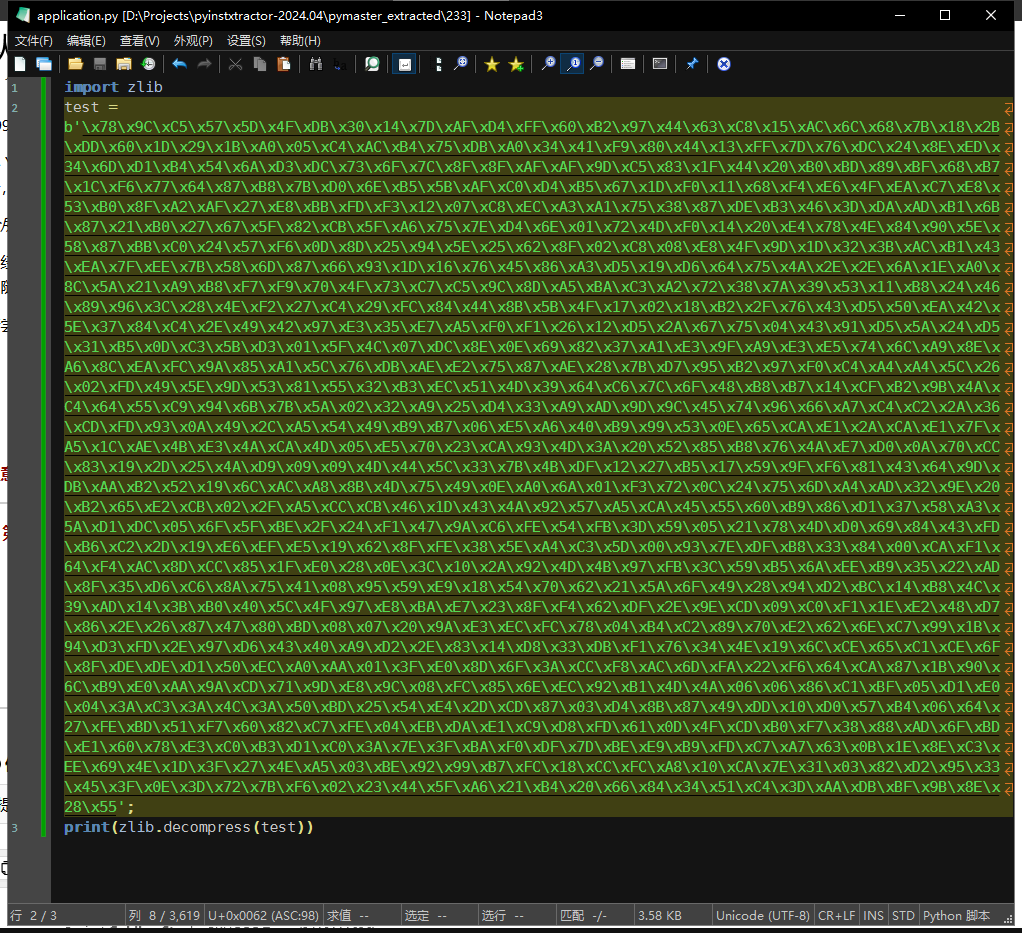 application.py [D:\Projects\pyinstxtractor-2024.04\pymaster_extracted\233] - Notepad3
文件(F) 编辑(E) 查看(V) 外观(P) 设置(S) 帮助(H)
1 import zlib
2 test =
b'\x78\x9C\xC5\x57\x5D\x4F\xDB\x30\x14\x7D\xAF\xD4\xFF\x60\xB2\x97\x44\x63\xC8\x15\xAC\x6C\x68\x7B\x18\x2B
\xDD\x60\x1D\x29\x1B\xA0\x05\xC4\xAC\xB4\x75\xDB\xA0\x34\x41\xF9\x80\x44\x13\xFF\x7D\x76\xDC\x24\x8E\xED\x
34\x6D\xD1\xB4\x54\x6A\xD3\xDC\x73\x6F\x7C\x8F\x8F\xAF\xAF\x9D\xC5\x83\x1F\x44\x20\xB0\xBD\x89\xBF\x68\xB7
\x1C\xF6\x77\x64\x87\xB8\x7B\xD0\x6E\xB5\x5B\xAF\xC0\xD4\xB5\x67\x1D\xF0\x11\x68\xF4\xE6\x4F\xEA\xC7\xE8\x
53\xB0\x8F\xA2\xAF\x27\xE8\xBB\xFD\xF3\x12\x07\xC8\xEC\xA3\xA1\x75\x38\x87\xDE\xB3\x46\x3D\xDA\xAD\xB1\x6B
\x87\x21\xB0\x27\x67\x5F\x82\xCB\x5F\xA6\x75\x7E\xD4\x6E\x01\x72\x4D\xF0\x14\x20\xE4\x78\x4E\x84\x90\x5E\x
58\x87\xBB\xC0\x24\x57\xF6\x0D\x8D\x25\x94\x5E\x25\x62\x8F\x02\xC8\x08\xE8\x4F\x9D\x1D\x32\x3B\xAC\xB1\x43
\xEA\x7F\xEE\x7B\x58\x6D\x87\x66\x93\x1D\x16\x76\x45\x86\xA3\xD5\x19\xD6\x64\x75\x4A\x2E\x2E\x6A\x1E\xA0\x
8C\x5A\x21\xA9\xB8\xF7\xF9\x70\x4F\x73\xC7\xC5\x9C\x8D\xA5\xBA\xC3\xA2\x72\x38\x7A\x39\x53\x11\xB8\x24\x46
\x89\x96\x3C\x28\x4E\xF2\x27\xC4\x29\xFC\x84\x44\x8B\x5B\x4F\x17\x02\x18\xB2\x2F\x76\x43\xD5\x50\xEA\x42\x
5E\x37\x84\xC4\x2E\x49\x42\x97\xE3\x35\xE7\xA5\xF0\xF1\x26\x12\xD5\x2A\x67\x75\x04\x43\x91\xD5\x5A\x24\xD5
\x31\xB5\x0D\xC3\x5B\xD3\x01\x5F\x4C\x07\xDC\x8E\x0E\x69\x82\x37\xA1\xE3\x9F\xA9\xE3\xE5\x74\x6C\xA9\x8E\x
A6\x8C\xEA\xFC\x9A\x85\xA1\x5C\x76\xDB\xAE\xE2\x75\x87\xAE\x28\x7B\xD7\x95\xB2\x97\xF0\xC4\xA4\xA4\x5C\x26
\x02\xFD\x49\x5E\x9D\x53\x81\x55\x32\xB3\xEC\x51\x4D\x39\x64\xC6\x7C\x6F\x48\xB8\xB7\x14\xCF\xB2\x9B\x4A\x
C4\x64\x55\xC9\x94\x6B\x7B\x5A\x02\x32\xA9\x25\xD4\x33\xA9\xAD\x9D\x9C\x45\x74\x96\x66\xA7\xC4\xC2\x2A\x36
\xCD\xFD\x93\x0A\x49\x2C\xA5\x54\x49\xB9\xB7\x06\xE5\xA6\x40\xB9\x99\x53\x0E\x65\xCA\xE1\x2A\xCA\xE1\x7F\x
A5\x1C\xAE\x4B\xE3\x4A\xCA\x4D\x05\xE5\x70\x23\xCA\x93\x4D\x3A\x20\x52\x85\xB8\x76\x4A\xE7\xD0\x0A\x70\xCC
\x83\x19\x2D\x25\x4A\xD9\x09\x09\x4D\x44\x5C\x33\x7B\x4B\xDF\x12\x27\xB5\x17\x59\x9F\xF6\x81\x43\x64\x9D\x
DB\xAA\xB2\x52\x19\x6C\xAC\xA8\x8B\x4D\x75\x49\x0E\xA0\x6A\x01\xF3\x72\x0C\x24\x75\x6D\xA4\xAD\x32\x9E\x20
\xB2\x65\xE2\xCB\x02\x2F\xA5\xCC\xCB\x46\x1D\x43\x4A\x92\x57\xA5\xCA\x45\x55\x60\xB9\x86\xD1\x37\x58\xA3\x
5A\xD1\xDC\x05\x6F\x5F\xBE\x2F\x24\xF1\x47\x9A\xC6\xFE\x54\xFB\x3D\x59\x05\x21\x78\x4D\xD0\x69\x84\x43\xFD
\xB6\xC2\x2D\x19\xE6\xEF\xE5\x19\x62\x8F\xFE\x38\x5E\xA4\xC3\x5D\x00\x93\x7E\xDF\xB8\x33\x84\x00\xCA\xF1\x
64\xF4\xAC\x8D\xCC\x85\x1F\xE0\x28\x0E\x3C\x10\x2A\x92\x4D\x4B\x97\xFB\x3C\x59\xB5\x6A\xEE\xB9\x35\x22\xAD
\x8F\x35\xD6\xC6\x8A\x75\x41\x08\x95\x59\xE9\x18\x54\x70\x62\x21\x5A\x6F\x49\x28\x94\xD2\xBC\x14\xB8\x4C\x
39\xAD\x14\x3B\xB0\x40\x5C\x4F\x97\xE8\xBA\xE7\x23\x8F\xF4\x62\xDF\x2E\x9E\xCD\x09\xC0\xF1\x1E\xE2\x48\xD7
\x86\x2E\x26\x87\x47\x80\xBD\x08\x07\x20\x9A\xE3\xEC\xFC\x78\x04\xB4\xC2\x89\x70\xE2\x62\x6E\xC7\x99\x1B\x
94\xD3\xFD\x2E\x97\xD6\x43\x40\xA9\xD2\x2E\x83\x14\xD8\x33\xDB\xF1\x76\x34\x4E\x19\x6C\xCE\x65\xC1\xCE\x6F
\x8F\xDE\xDE\xD1\x50\xEC\xA0\xAA\x01\x3F\xE0\x8D\x6F\x3A\xCC\xF8\xAC\x6D\xFA\x22\xF6\x64\xCA\x87\x1B\x90\x
6C\xB9\xE0\xAA\x9A\xCD\x71\x9D\xE8\x9C\x08\xFC\x85\x6E\xEC\x92\xB1\x4D\x4A\x06\x06\x86\xC1\xBF\x05\xD1\xE0
\x04\x3A\xC3\x3A\x4C\x3A\x50\xBD\x25\x54\xE4\x2D\xCD\x87\x03\xD4\x8B\x87\x49\xDD\x10\xD0\x57\xB4\x06\x64\x
27\xFE\xBD\x51\xF7\x60\x82\xC7\xFE\x04\xEB\xDA\xE1\xC9\xD8\xFD\x61\x0D\x4F\xCD\xB0\xF7\x38\x88\xAD\x6F\xBD
\xE1\x60\x78\xE3\xC0\xB3\xD1\xC0\x3A\x7E\x3F\xBA\xF0\xDF\x7D\xBE\xE9\xB9\xFD\xC7\xA7\x63\x0B\x1E\x8E\xC3\x
EE\x69\x4E\x1D\x3F\x27\x4E\xA5\x03\xBE\x92\x99\xB7\xFC\x18\xCC\xFC\xA8\x10\xCA\x7E\x31\x03\x82\xD2\x95\x33
\x45\x3F\x0E\x3D\x72\x7B\xF6\x02\x23\x44\x5F\xA6\x21\xB4\x20\x66\x84\x34\x51\xC4\x3D\xAA\xDB\xBF\x9B\x8E\x
28\x55';
3 print(zlib.decompress(test))
行 2 / 3 列 8 / 3,619 U+0x0062 (ASC:98) 求值 -- 选定 -- 选行 -- 匹配 -/- 3.58 KB Unicode (UTF-8) CR+LF INS STD Python 脚本